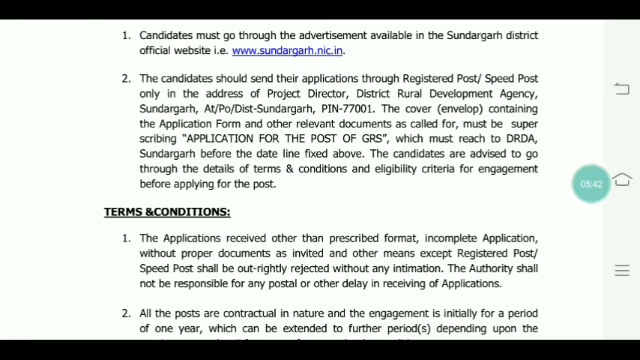 1. Candidates must go through the advertisement available in the Sundargarh district
official website i.e. www.sundargarh.nic.in.
2. The candidates should send their applications through Registered Post/ Speed Post
only in the address of Project Director, District Rural Development Agency,
Sundargarh, At/Po/Dist-Sundargarh, PIN-77001. The cover (envelop) containing
the Application Form and other relevant documents as called for, must be super
scribing “APPLICATION FOR THE POST OF GRS”, which must reach to DRDA,
Sundargarh before the date line fixed above. The candidates are advised to go
through the details of terms & conditions and eligibility criteria for engagement
before applying for the post.
05:42
TERMS &CONDITIONS:
1. The Applications received other than prescribed format, incomplete Application,
without proper documents as invited and other means except Registered Post/
Speed Post shall be out-rightly rejected without any intimation. The Authority shall
not be responsible for any postal or other delay in receiving of Applications.
2. All the posts are contractual in nature and the engagement is initially for a period
of one year, which can be extended to further period(s) depending upon the